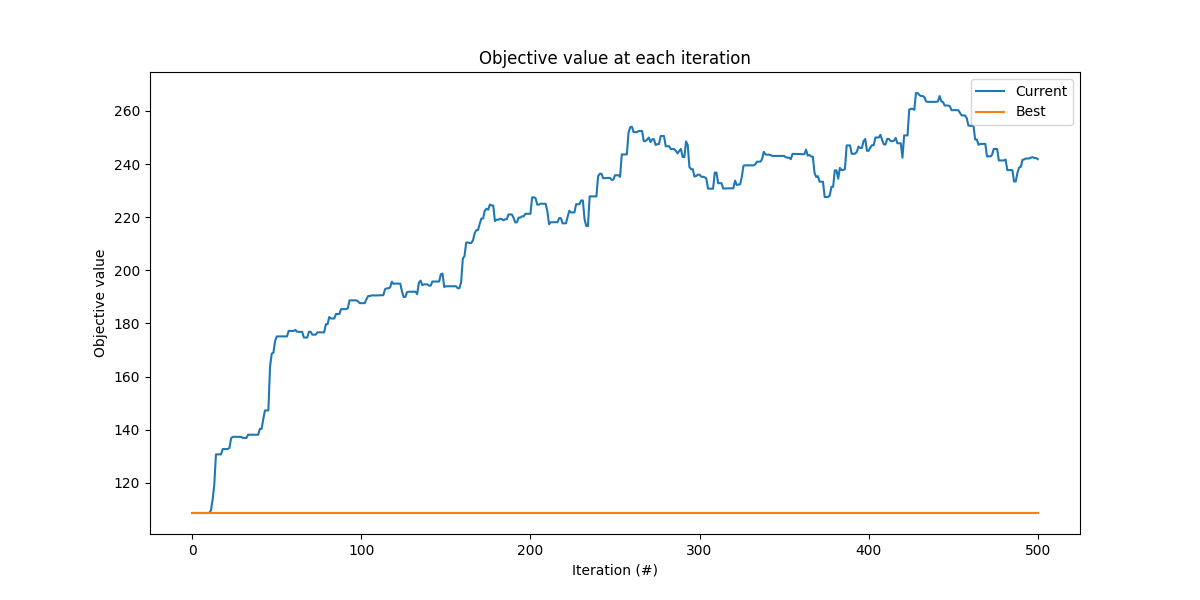 Objective value at each iteration
Current
Best
260
240
220
200
180
160
140
120
Objective value
0 100 200 300 400 500
Iteration (#)